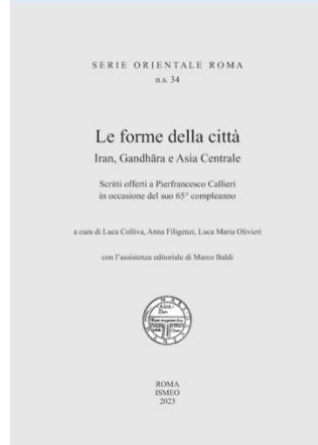 SERIE ORIENTALE ROMA
n.s. 34
Le forme della città
Iran, Gandhāra e Asia Centrale
Scritti offerti a Pierfrancesco Callieri
in occasione del suo 65° compleanno
a cura di Luca Colliva, Anna Filigenzi, Luca Maria Olivieri
con l'assistenza editoriale di Marco Baldi
ROMA
ISMEO
2023